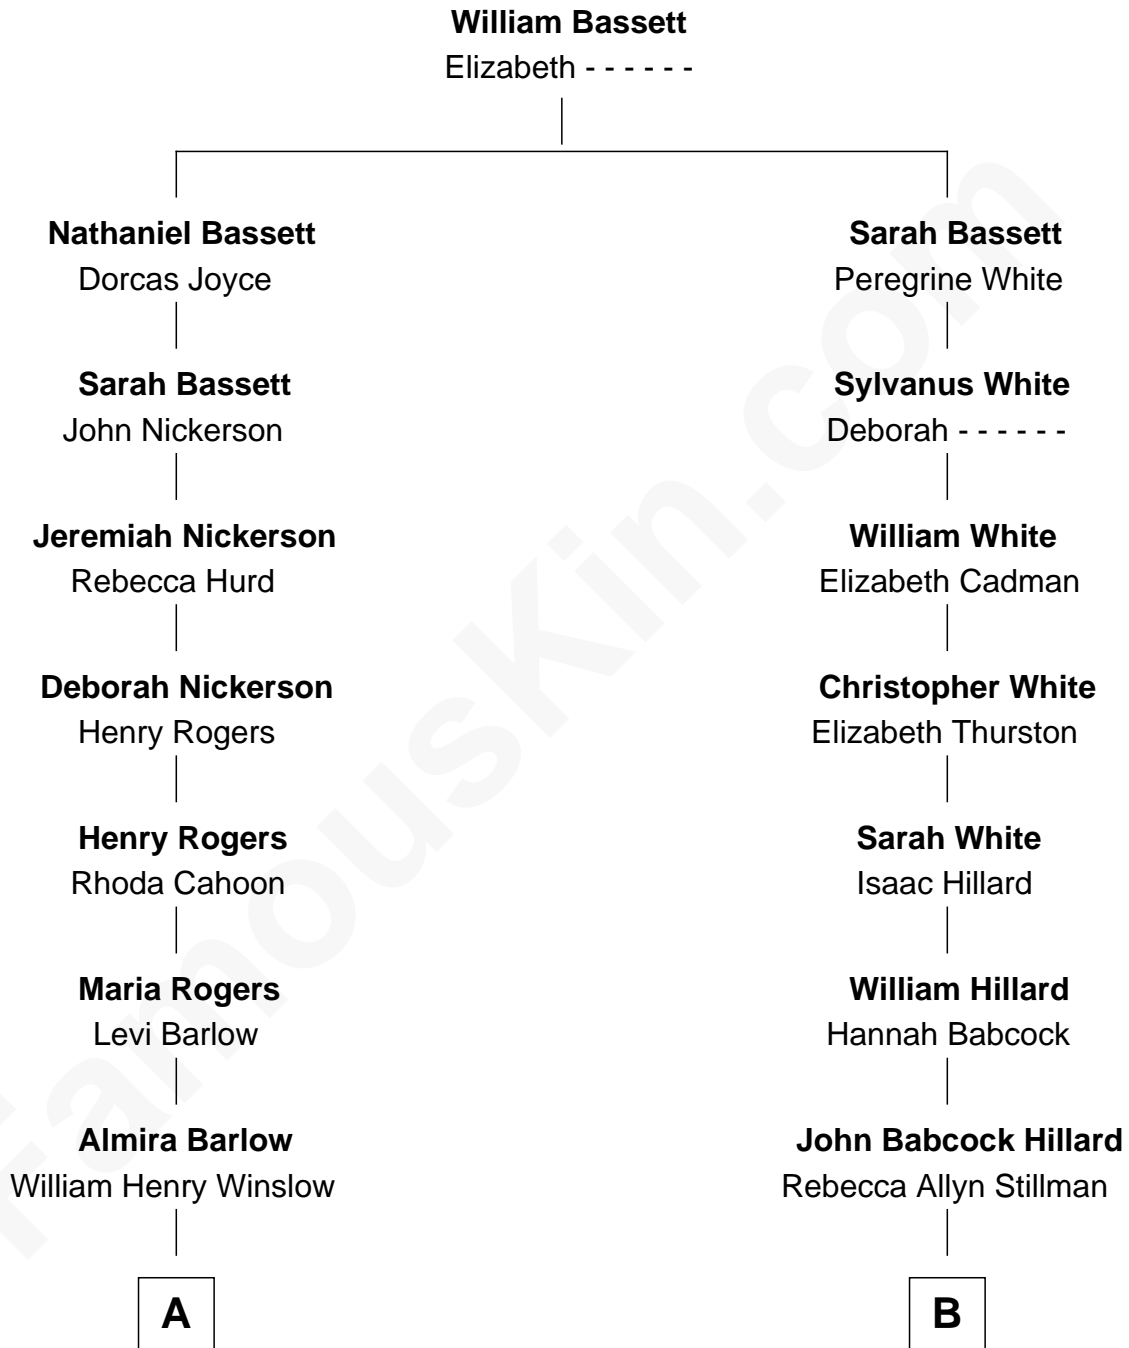 William Bassett
Elizabeth - - - - - -
Nathaniel Bassett
Dorcas Joyce
Sarah Bassett
John Nickerson
Jeremiah Nickerson
Rebecca Hurd
Deborah Nickerson
Henry Rogers
Henry Rogers
Rhoda Cahoon
Maria Rogers
Levi Barlow
Almira Barlow
William Henry Winslow
A
Sarah Bassett
Peregrine White
Sylvanus White
Deborah - - - - - -
William White
Elizabeth Cadman
Christopher White
Elizabeth Thurston
Sarah White
Isaac Hillard
William Hillard
Hannah Babcock
John Babcock Hillard
Rebecca Allyn Stillman
B
FamousKin.com